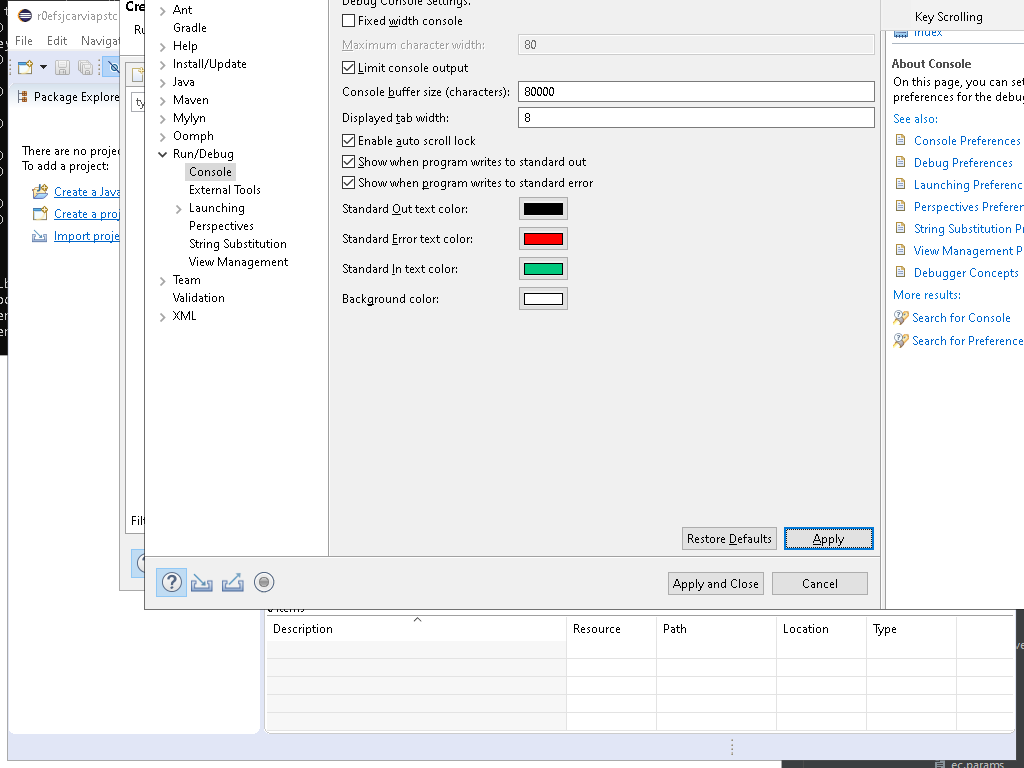 r0efsjcarviapstc
File Edit Navigat
Package Explore
There are no projec
To add a project:
Create a Java
Create a proj
Import proje
Cre
Ru
ty
Filt
Ant
Gradle
Help
Install/Update
Java
Maven
Mylyn
Oomph
Run/Debug
Console
External Tools
Launching
Perspectives
String Substitution
View Management
Team
Validation
XML
Debug Console Settings:
Fixed width console
Maximum character width: 80
Limit console output
Console buffer size (characters): 80000
Displayed tab width: 8
Enable auto scroll lock
Show when program writes to standard out
Show when program writes to standard error
Standard Out text color:
Standard Error text color:
Standard In text color:
Background color:
Restore Defaults Apply
Apply and Close Cancel
Key Scrolling
Index
About Console
On this page, you can set
preferences for the debug
See also:
Console Preferences
Debug Preferences
Launching Preferenc
Perspectives Preferer
String Substitution Pr
View Management P
Debugger Concepts
More results:
Search for Console
Search for Preference
0 items
Description Resource Path Location Type
ec.params